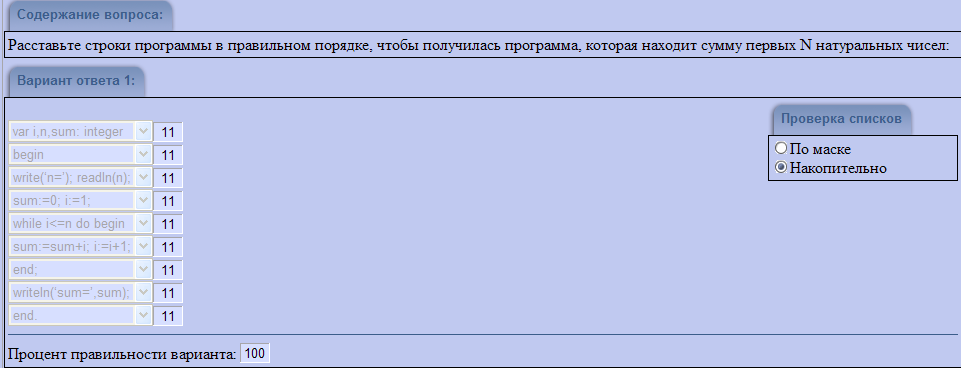 Содержание вопроса:
Расставьте строки программы в правильном порядке, чтобы получилась программа, которая находит сумму первых N натуральных чисел:
Вариант ответа 1:
Проверка списков
По маске
Накопительно
var i,n,sum: integer 11
begin 11
write('n='); readln(n); 11
sum:=0; i:=1; 11
while i<=n do begin 11
sum:=sum+i; i:=i+1; 11
end; 11
writeln('sum=',sum); 11
end. 11
Процент правильности варианта: 100